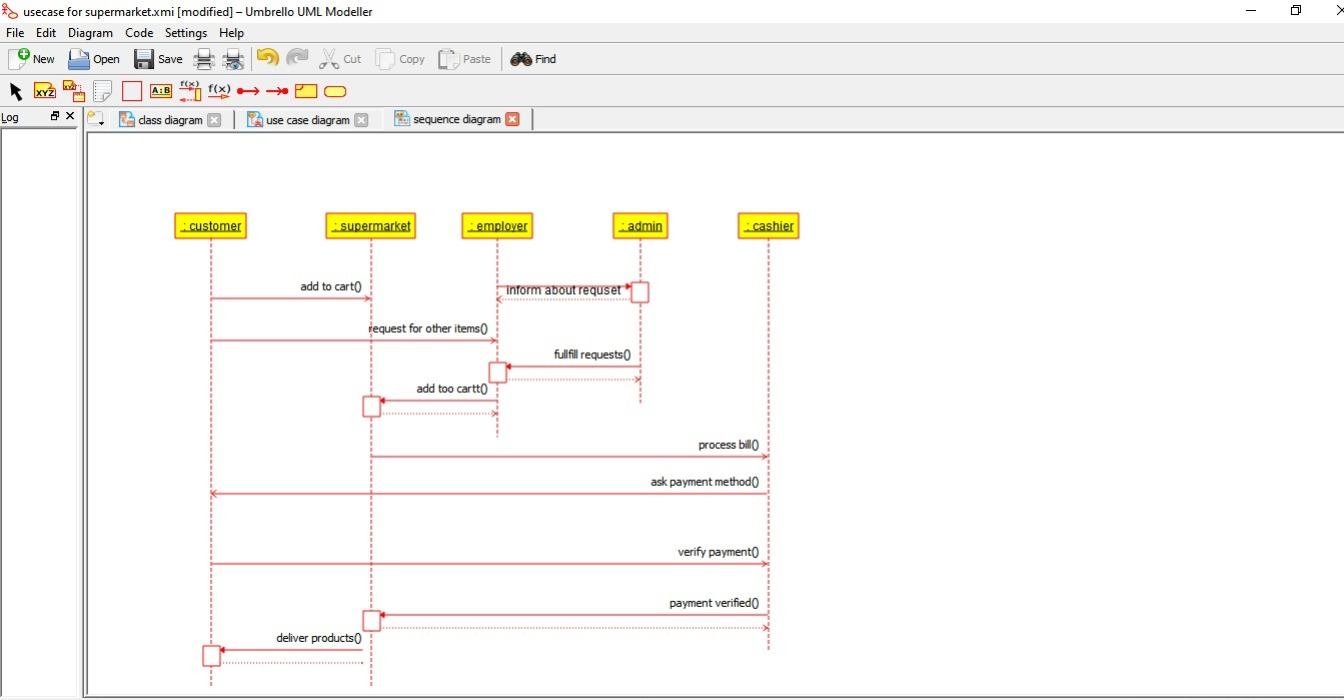 usecase for supermarket.xmi [modified] – Umbrello UML Modeller
File Edit Diagram Code Settings Help
New Open Save Cut Copy Paste Find
XYZ XYZ A:B f(x) f(x)
Log
class diagram use case diagram sequence diagram
: customer : supermarket : employer : admin : cashier
add to cart()
inform about requset
request for other items()
fullfill requests()
add too cartt()
process bill()
ask payment method()
verify payment()
payment verified()
deliver products()